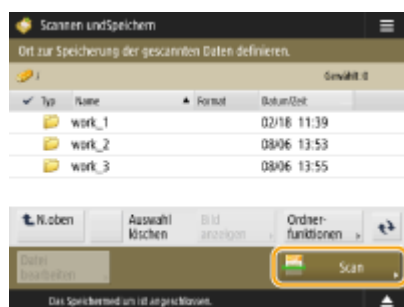 Scannen undSpeichern
Ort zur Speicherung der gescannten Daten definieren.
Gewählt: 0
Typ Name Format Datum/Zeit
work_1 02/18 11:39
work_2 08/06 13:53
work_3 08/06 13:55
N.oben
Auswahl löschen
Bild anzeigen
Ordner-funktionen
Datei bearbeiten
Scan
Das Speichermedium ist angeschlossen.